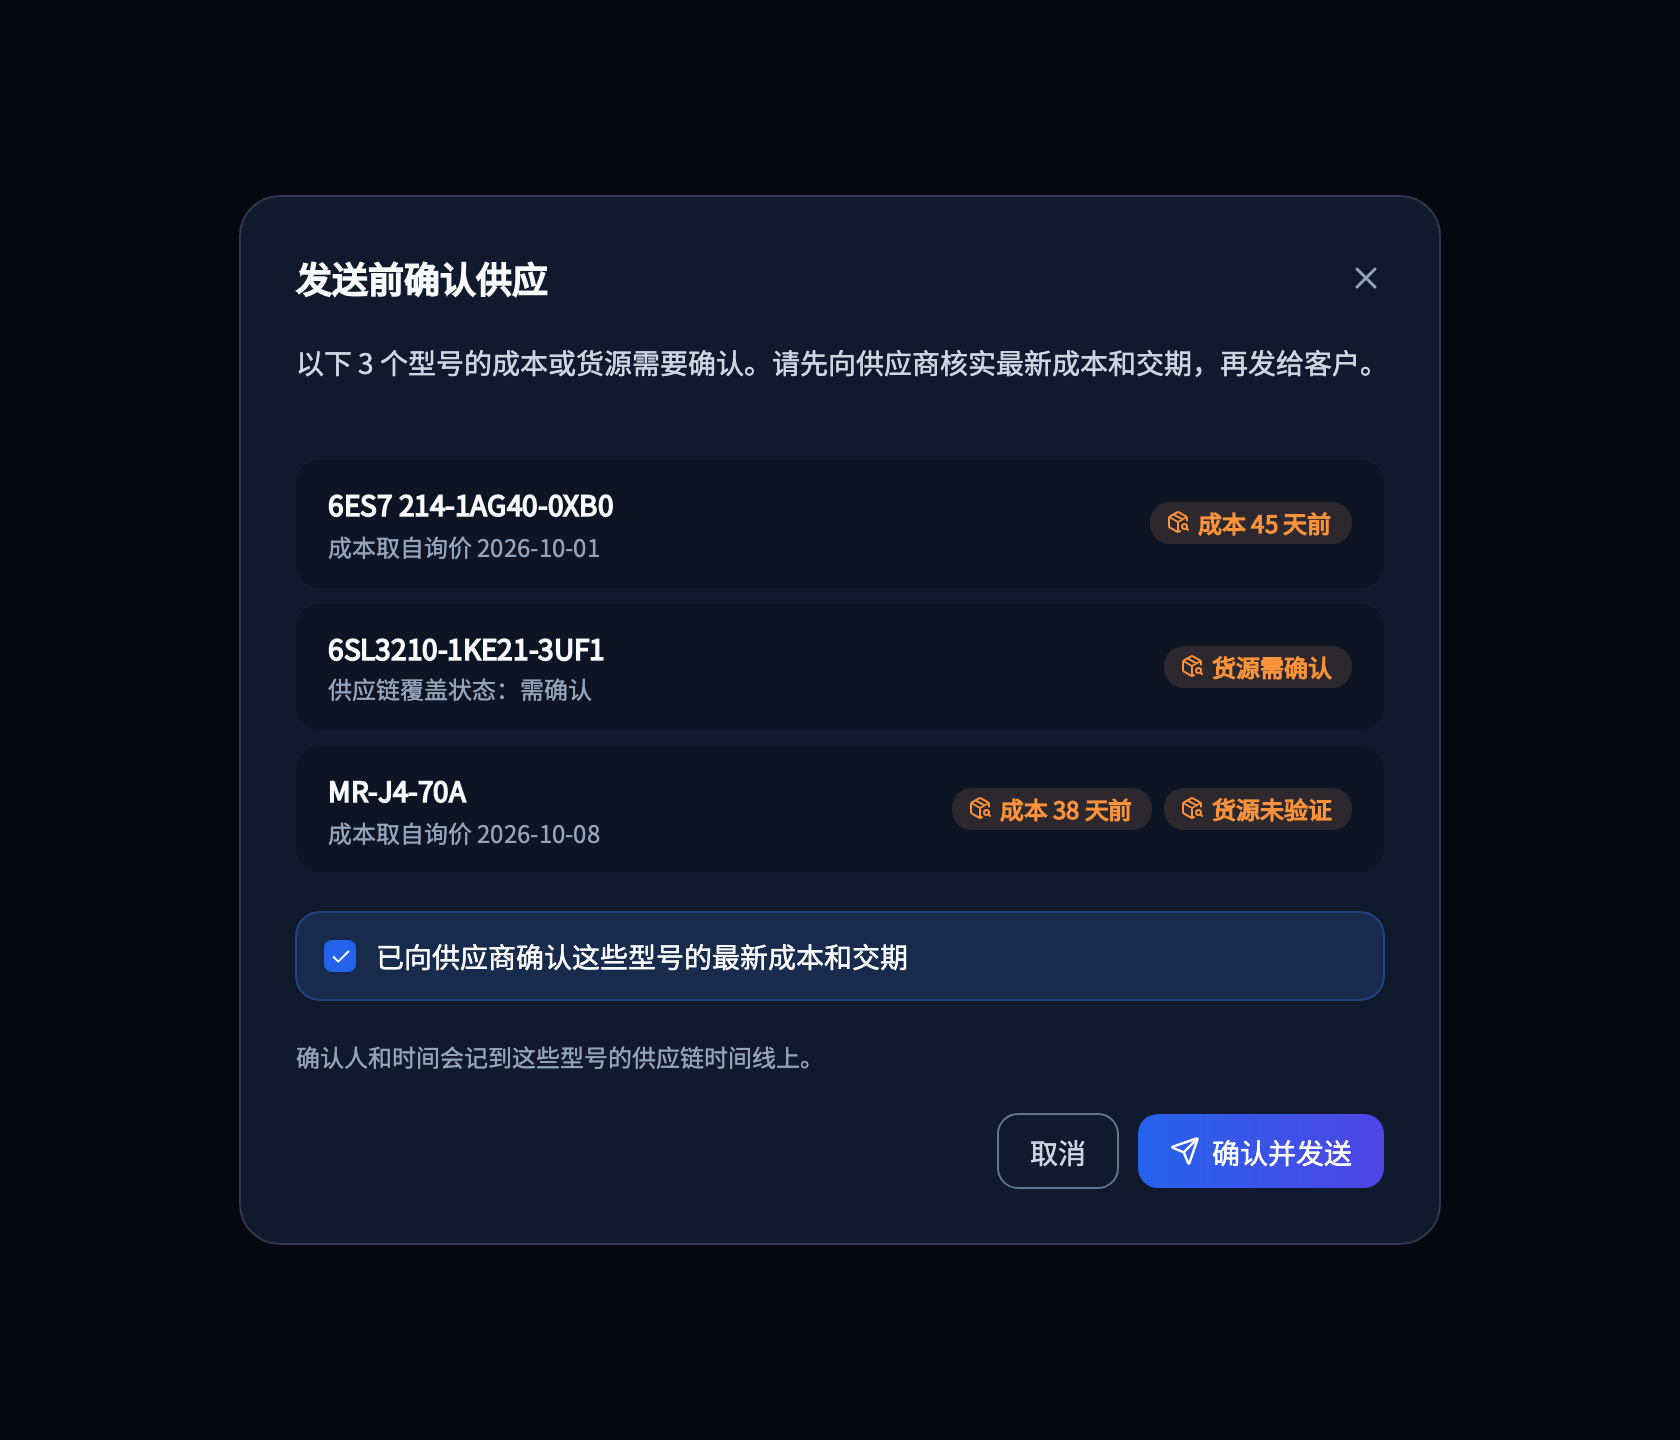 发送前确认供应
以下 3 个型号的成本或货源需要确认。请先向供应商核实最新成本和交期，再发给客户。
6ES7 214-1AG40-0XB0
成本 45 天前
成本取自询价 2026-10-01
6SL3210-1KE21-3UF1
货源需确认
供应链覆盖状态：需确认
MR-J4-70A
成本 38 天前
货源未验证
成本取自询价 2026-10-08
已向供应商确认这些型号的最新成本和交期
确认人和时间会记到这些型号的供应链时间线上。
取消
确认并发送